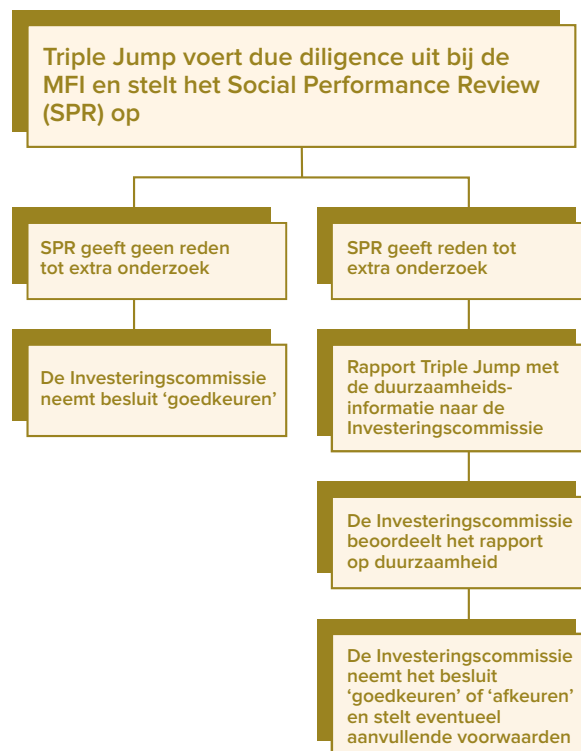 Triple Jump voert due diligence uit bij de
MFI en stelt het Social Performance Review
(SPR) op
SPR geeft geen reden
tot extra onderzoek
De Investeringscommissie
neemt besluit ‘goedkeuren’
SPR geeft reden tot
extra onderzoek
Rapport Triple Jump met
de duurzaamheids-
informatie naar de
Investeringscommissie
De Investeringscommissie
beoordeelt het rapport
op duurzaamheid
De Investeringscommissie
neemt het besluit
‘goedkeuren’ of ‘afkeuren’
en stelt eventueel
aanvullende voorwaarden